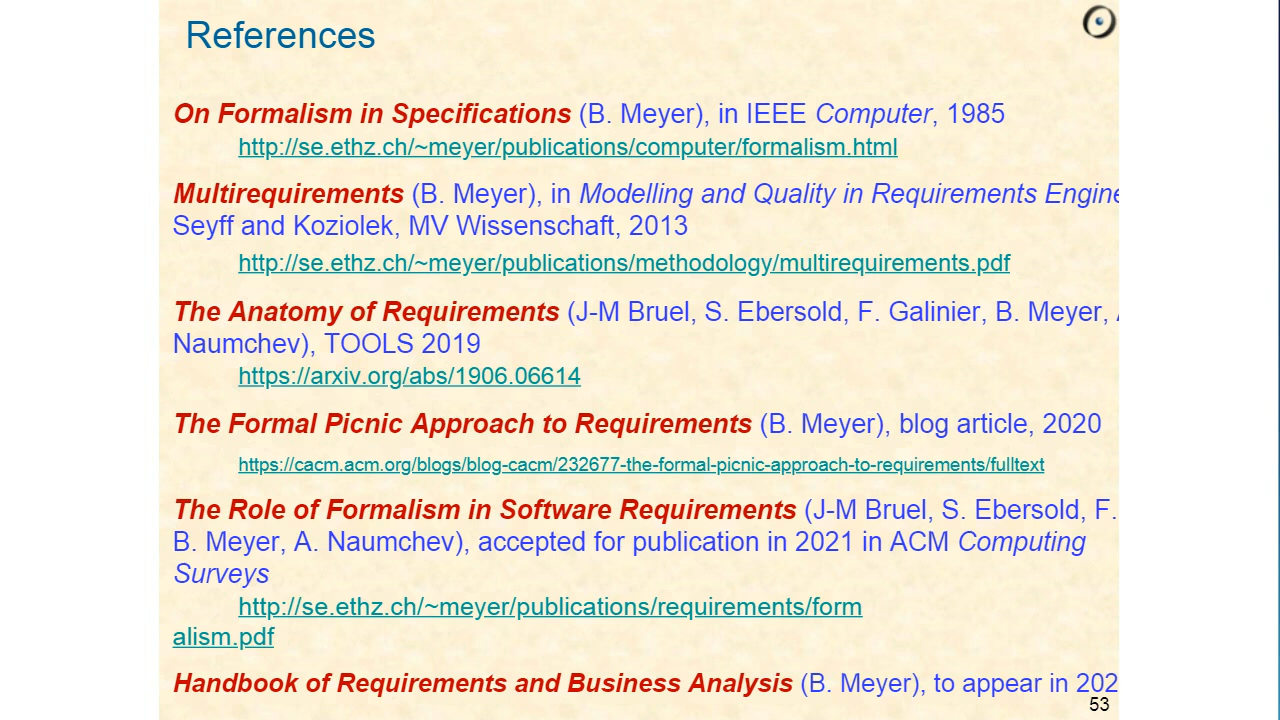 References
On Formalism in Specifications (B. Meyer), in IEEE Computer, 1985
http://se.ethz.ch/~meyer/publications/computer/formalism.html
Multirequirements (B. Meyer), in Modelling and Quality in Requirements
Seyff and Koziolek, MV Wissenschaft, 2013
http://se.ethz.ch/~meyer/publications/methodology/multirequirements.pdf
The Anatomy of Requirements (J-M Bruel, S. Ebersold, F. Galinier, B. Meyer,
Naumchev), TOOLS 2019
https://arxiv.org/abs/1906.06614
The Formal Picnic Approach to Requirements (B. Meyer), blog article, 2020
https://cacm.acm.org/blogs/blog-cacm/232677-the-formal-picnic-approach-to-requirements/fulltext
The Role of Formalism in Software Requirements (J-M Bruel, S. Ebersold, F.
B. Meyer, A. Naumchev), accepted for publication in 2021 in ACM Computing
Surveys
http://se.ethz.ch/~meyer/publications/requirements/form
alism.pdf
Handbook of Requirements and Business Analysis (B. Meyer), to appear in 202
53